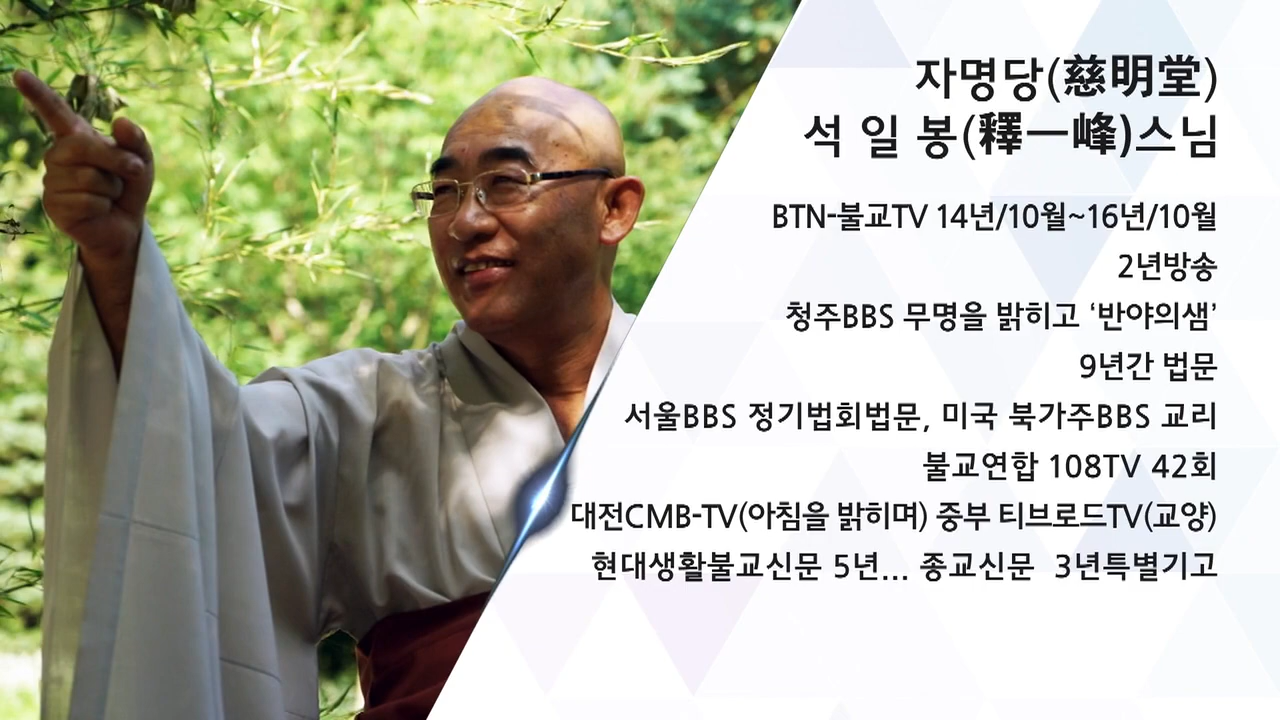 자명당(慈明堂)
석 일 봉(釋一峰)스님
BTN-불교TV 14년/10월~16년/10월
2년방송
청주BBS 무명을 밝히고 ‘반야의샘’
9년간 법문
서울BBS 정기법회법문, 미국 북가주BBS 교리
불교연합 108TV 42회
대전CMB-TV(아침을 밝히며) 중부 티브로드TV(교양)
현대생활불교신문 5년... 종교신문 3년특별기고